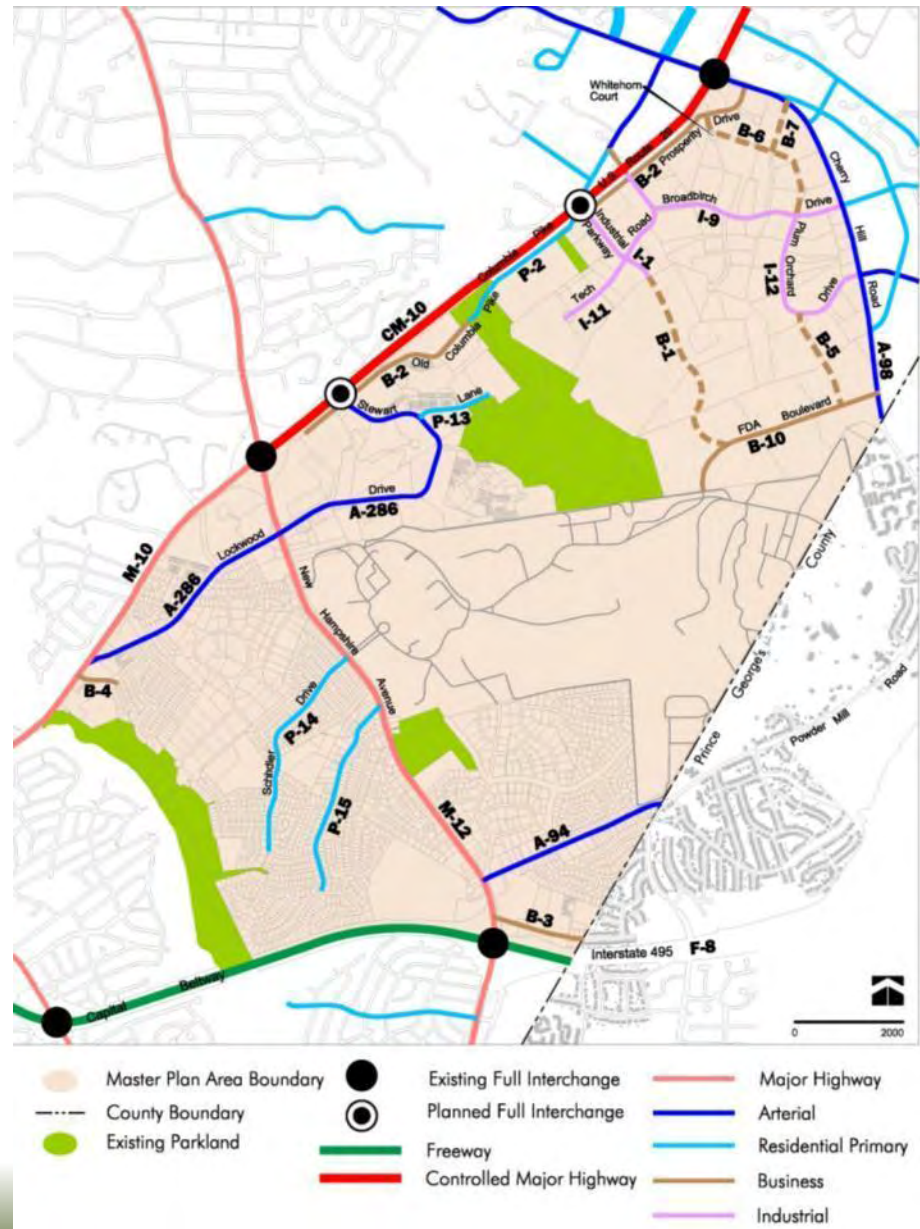 Whitehorn
Court
Drive
B-6
B-7
U.S. Route 29
Prosperity
B-2
Cherry
Hill
Road
Broadbirch
Drive
I-9
Industrial
Parkway
Road
I-1
Tech
I-11
Plum
Orchard
Drive
I-12
Columbia Pike
P-2
CM-10
B-2
Old
Columbia
Pike
B-1
B-5
A-98
Stewart
Lane
P-13
FDA
Boulevard
B-10
Drive
A-286
Lockwood
M-10
A-286
New
Hampshire
Avenue
County
George's
Prince
Powder Mill
Road
B-4
Drive
P-14
Schindler
P-15
M-12
A-94
B-3
Interstate 495
F-8
Capital
Beltway
0
2000
Master Plan Area Boundary
County Boundary
Existing Parkland
Existing Full Interchange
Planned Full Interchange
Freeway
Controlled Major Highway
Major Highway
Arterial
Residential Primary
Business
Industrial